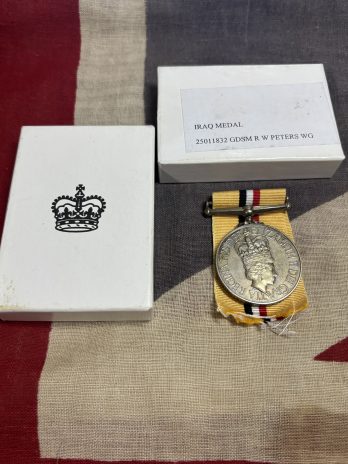 IRAQ MEDAL
25011832 GDSM R W PETERS WG